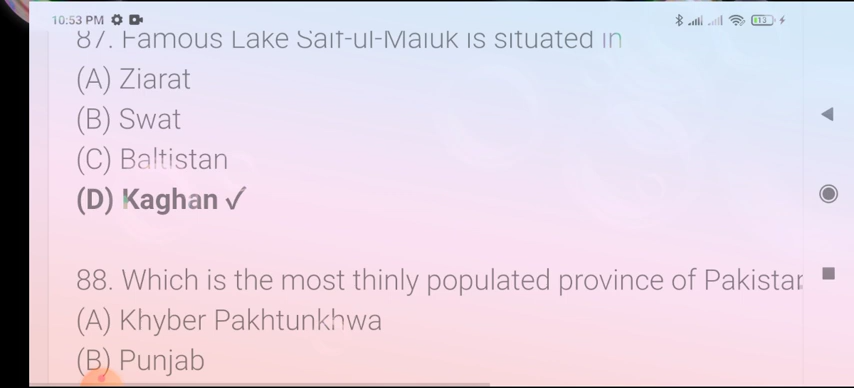 10:53 PM
13
87. Famous Lake Saif-ul-Maluk is situated in
(A) Ziarat
(B) Swat
(C) Baltistan
(D) Kaghan ✓
88. Which is the most thinly populated province of Pakistan
(A) Khyber Pakhtunkhwa
(B) Punjab